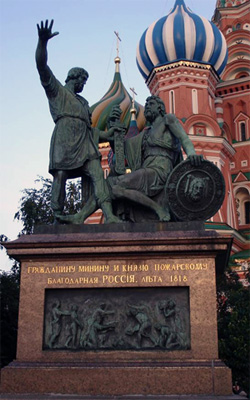 ГРАЖДАНИНУ МИНИНУ И КНЯЗЮ ПОЖАРСКОМУ
БЛАГОДАРНАЯ РОССІЯ. ЛѢТА 1818